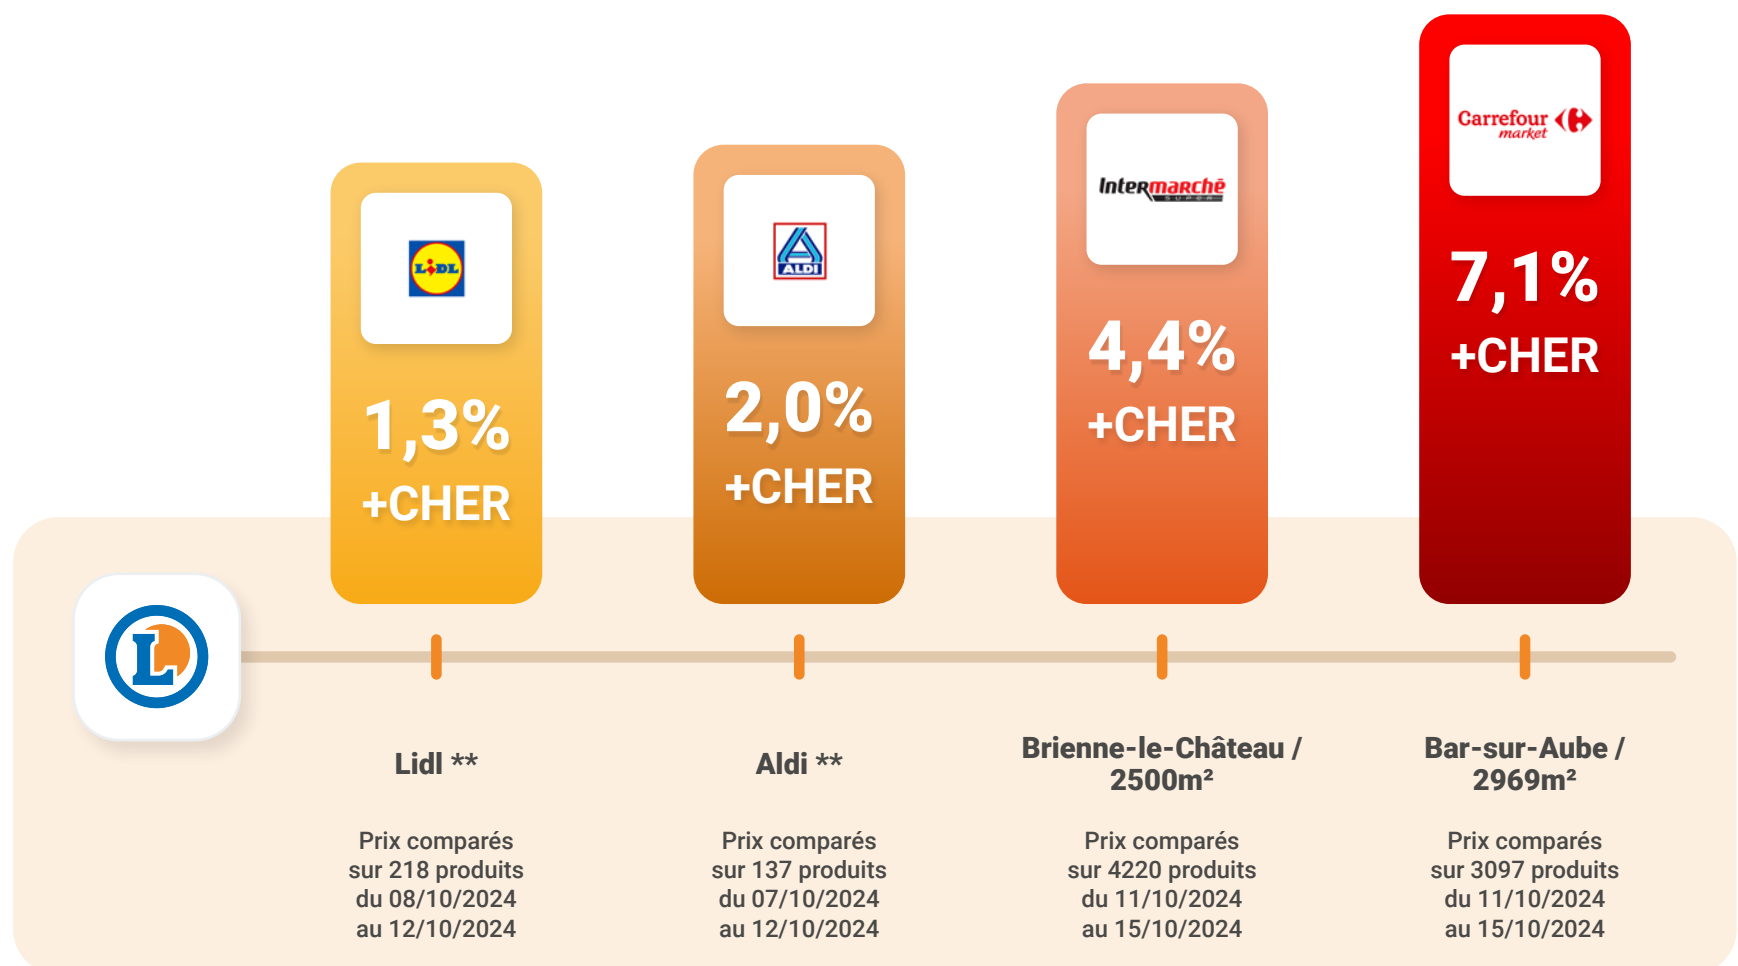 LIDL
1,3%
+CHER
ALDI
2,0%
+CHER
Intermarchē
SUPER
4,4%
+CHER
Carrefour
market
7,1%
+CHER
L
Lidl **
Prix comparés
sur 218 produits
du 08/10/2024
au 12/10/2024
Aldi **
Prix comparés
sur 137 produits
du 07/10/2024
au 12/10/2024
Brienne-le-Château /
2500m²
Prix comparés
sur 4220 produits
du 11/10/2024
au 15/10/2024
Bar-sur-Aube /
2969m²
Prix comparés
sur 3097 produits
du 11/10/2024
au 15/10/2024